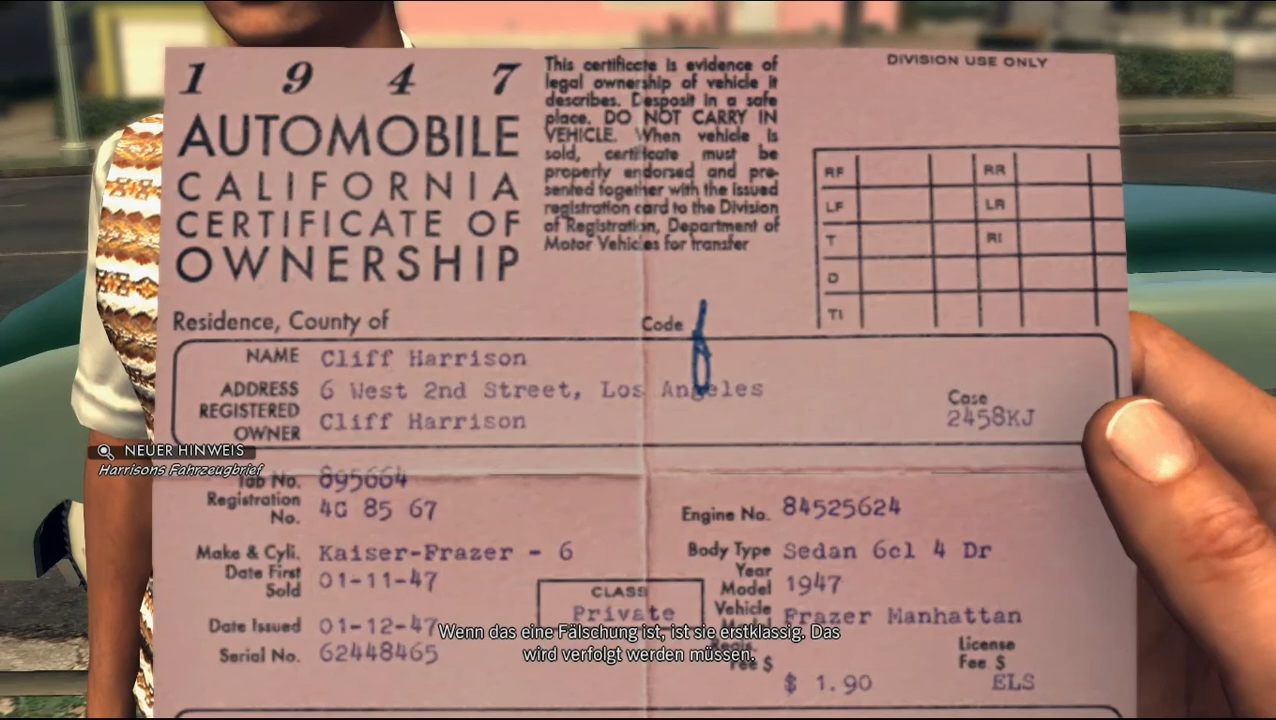 1 9 4 7
AUTOMOBILE
CALIFORNIA
CERTIFICATE OF
OWNERSHIP
This certificate is evidence of
legal ownership of vehicle it
describes. Desposit in a safe
place. DO NOT CARRY IN
VEHICLE. When vehicle is
sold, certificate must be
properly endorsed and pre-
sented together with the issued
registration card to the Division
of Registration, Department of
Motor Vehicles for transfer
DIVISION USE ONLY
RF RR
LF LR
T RI
D
TI
Residence, County of Code
NAME Cliff Harrison
ADDRESS 6 West 2nd Street, Los Angeles
REGISTERED
OWNER Cliff Harrison
Case
2458KJ
NEUER HINWEIS
Harrisons Fahrzeugbrief
Tab No. 895664
Registration
No. 4G 85 67
Engine No. 84525624
Make & Cyli. Kaiser-Frazer - 6
Body Type Sedan 6cl 4 Dr
Date First
Sold 01-11-47
Year
Model 1947
CLASS
Private
Vehicle
Frazer Manhattan
Date Issued 01-12-47
Serial No. 62448465
Fee $
$ 1.90
License
Fee $
ELS
Wenn das eine Fälschung ist, ist sie erstklassig. Das
wird verfolgt werden müssen.